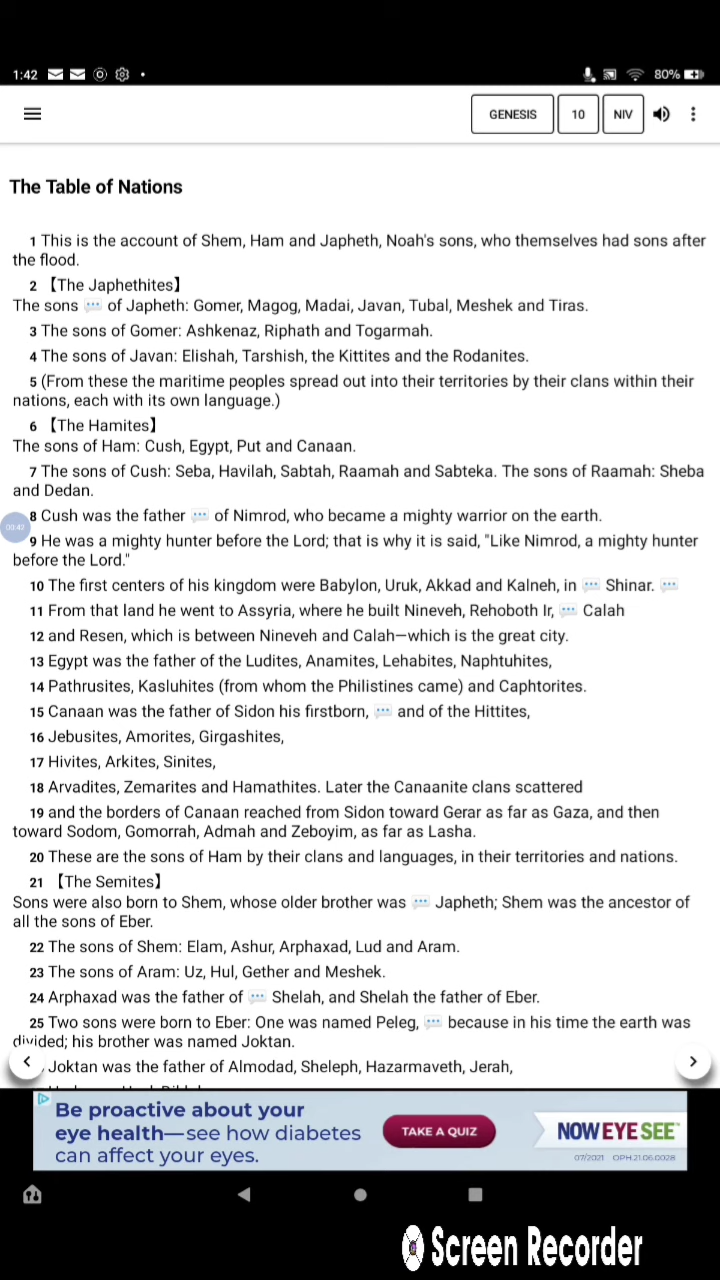 1:42
80%
GENESIS
10
NIV
The Table of Nations
1 This is the account of Shem, Ham and Japheth, Noah's sons, who themselves had sons after
the flood.
2 【The Japhethites】
The sons of Japheth: Gomer, Magog, Madai, Javan, Tubal, Meshek and Tiras.
3 The sons of Gomer: Ashkenaz, Riphath and Togarmah.
4 The sons of Javan: Elishah, Tarshish, the Kittites and the Rodanites.
5 (From these the maritime peoples spread out into their territories by their clans within their
nations, each with its own language.)
6 【The Hamites】
The sons of Ham: Cush, Egypt, Put and Canaan.
7 The sons of Cush: Seba, Havilah, Sabtah, Raamah and Sabteka. The sons of Raamah: Sheba
and Dedan.
8 Cush was the father of Nimrod, who became a mighty warrior on the earth.
00:47
9 He was a mighty hunter before the Lord; that is why it is said, "Like Nimrod, a mighty hunter
before the Lord."
10 The first centers of his kingdom were Babylon, Uruk, Akkad and Kalneh, in Shinar.
11 From that land he went to Assyria, where he built Nineveh, Rehoboth Ir, Calah
12 and Resen, which is between Nineveh and Calah—which is the great city.
13 Egypt was the father of the Ludites, Anamites, Lehabites, Naphtuhites,
14 Pathrusites, Kasluhites (from whom the Philistines came) and Caphtorites.
15 Canaan was the father of Sidon his firstborn, and of the Hittites,
16 Jebusites, Amorites, Girgashites,
17 Hivites, Arkites, Sinites,
18 Arvadites, Zemarites and Hamathites. Later the Canaanite clans scattered
19 and the borders of Canaan reached from Sidon toward Gerar as far as Gaza, and then
toward Sodom, Gomorrah, Admah and Zeboyim, as far as Lasha.
20 These are the sons of Ham by their clans and languages, in their territories and nations.
21 【The Semites】
Sons were also born to Shem, whose older brother was Japheth; Shem was the ancestor of
all the sons of Eber.
22 The sons of Shem: Elam, Ashur, Arphaxad, Lud and Aram.
23 The sons of Aram: Uz, Hul, Gether and Meshek.
24 Arphaxad was the father of Shelah, and Shelah the father of Eber.
25 Two sons were born to Eber: One was named Peleg, because in his time the earth was
divided; his brother was named Joktan.
Joktan was the father of Almodad, Sheleph, Hazarmaveth, Jerah,
Be proactive about your
eye health—see how diabetes
can affect your eyes.
TAKE A QUIZ
NOW EYE SEE™
07/2021 OPH.21.06.0028
Screen Recorder